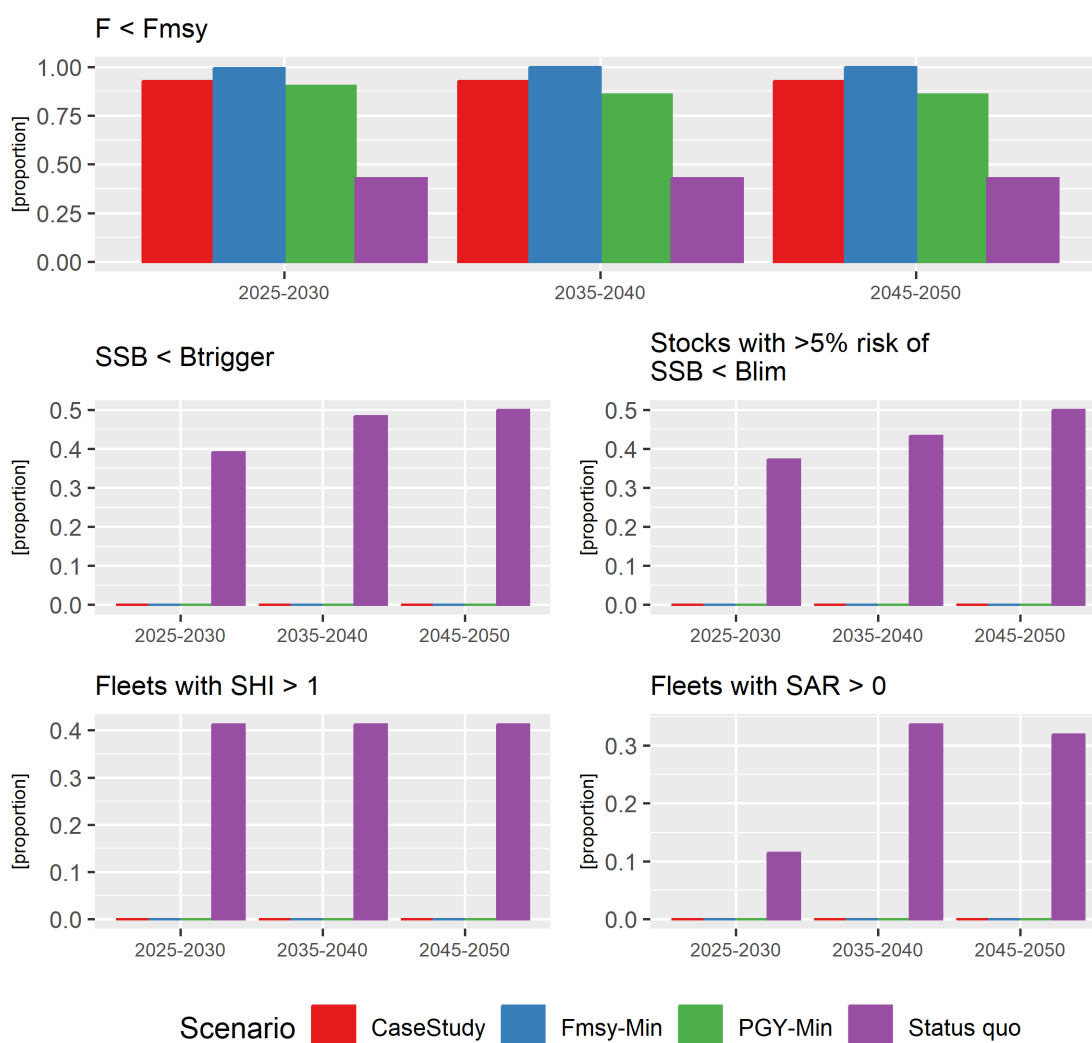 F < Fmsy
[proportion]
1.00
0.75
0.50
0.25
0.00
2025-2030 2035-2040 2045-2050
SSB < Btrigger
[proportion]
0.5
0.4
0.3
0.2
0.1
0.0
2025-2030 2035-2040 2045-2050
Stocks with >5% risk of
SSB < Blim
[proportion]
0.5
0.4
0.3
0.2
0.1
0.0
2025-2030 2035-2040 2045-2050
Fleets with SHI > 1
[proportion]
0.4
0.3
0.2
0.1
0.0
2025-2030 2035-2040 2045-2050
Fleets with SAR > 0
[proportion]
0.3
0.2
0.1
0.0
2025-2030 2035-2040 2045-2050
Scenario CaseStudy Fmsy-Min PGY-Min Status quo